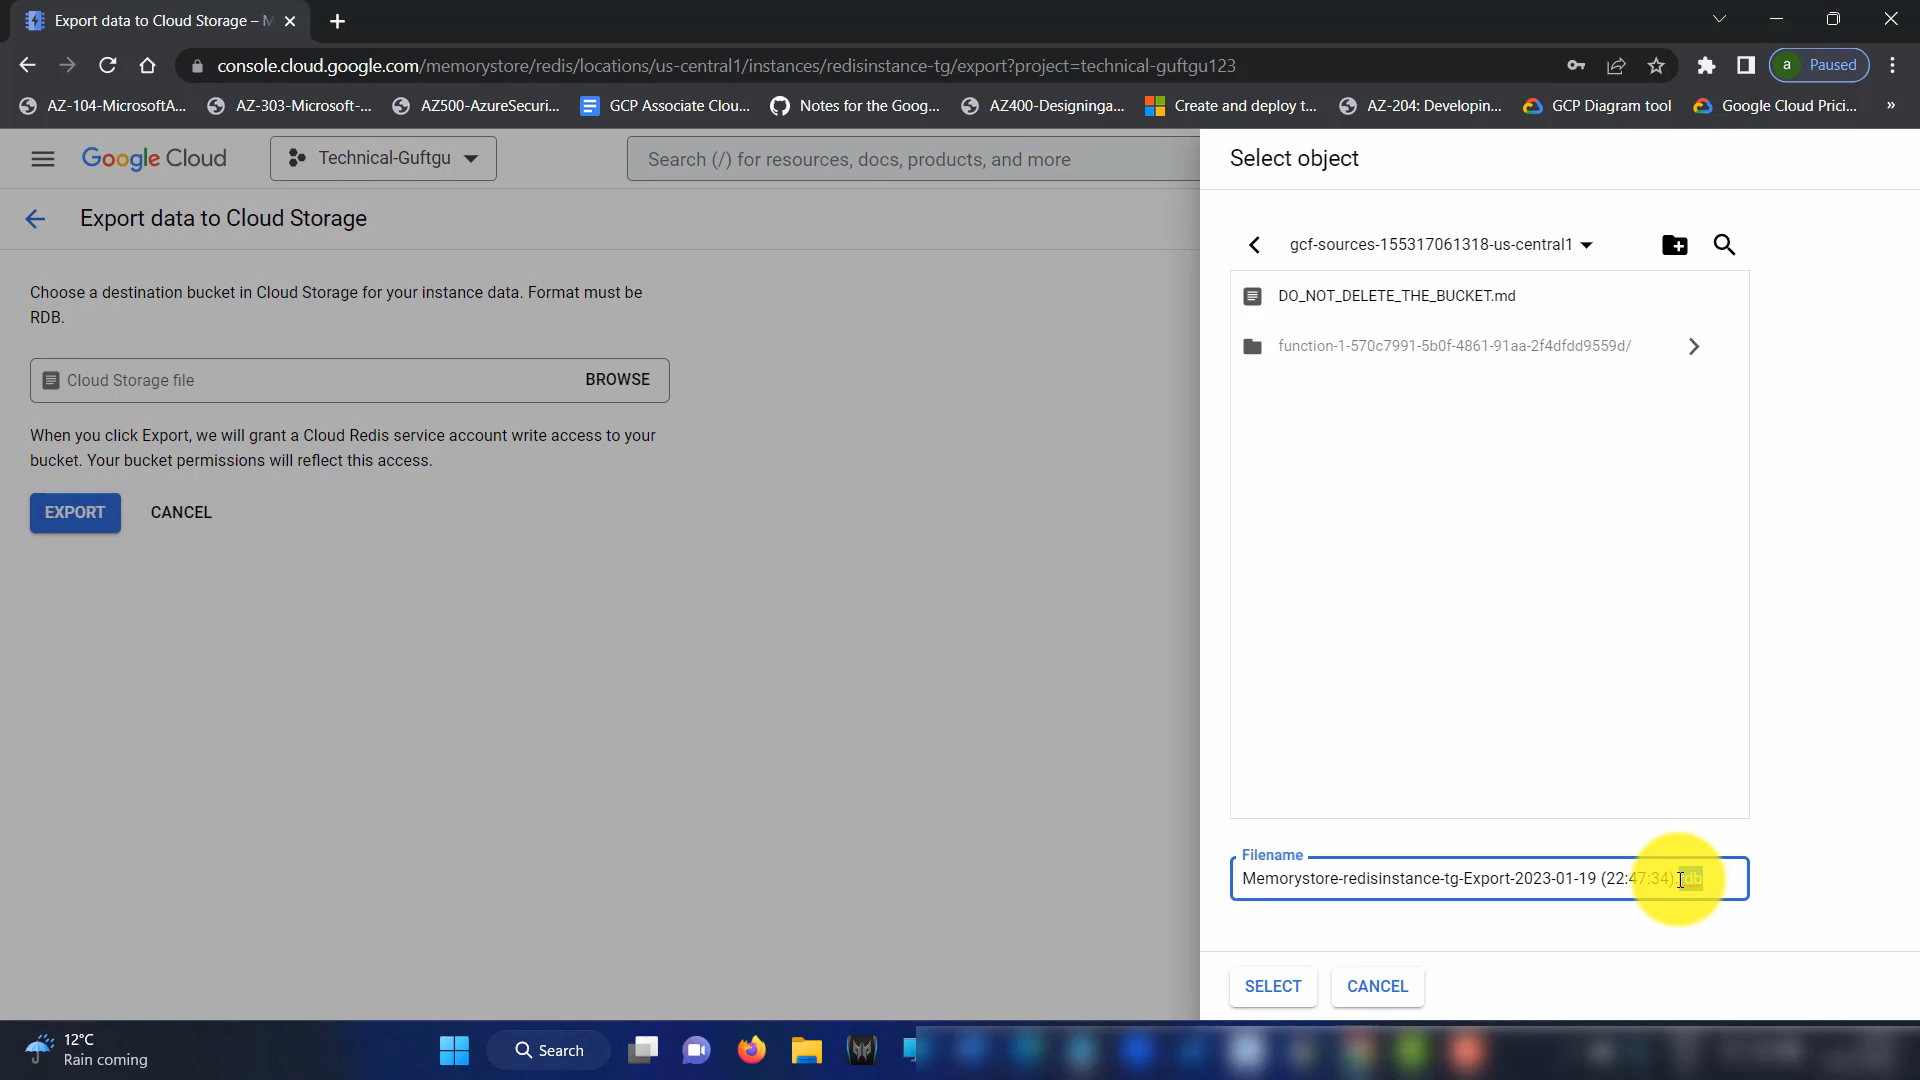 Export data to Cloud Storage – M
console.cloud.google.com/memorystore/redis/locations/us-central1/instances/redisinstance-tg/export?project=technical-guftgu123
a Paused
AZ-104-MicrosoftA...
AZ-303-Microsoft-...
AZ500-AzureSecuri...
GCP Associate Clou...
Notes for the Goog...
AZ400-Designinga...
Create and deploy t...
AZ-204: Developin...
GCP Diagram tool
Google Cloud Prici...
»
Google Cloud
Technical-Guftgu
Search (/) for resources, docs, products, and more
Export data to Cloud Storage
Choose a destination bucket in Cloud Storage for your instance data. Format must be
RDB.
Cloud Storage file
BROWSE
When you click Export, we will grant a Cloud Redis service account write access to your
bucket. Your bucket permissions will reflect this access.
EXPORT
CANCEL
Select object
gcf-sources-155317061318-us-central1
DO_NOT_DELETE_THE_BUCKET.md
function-1-570c7991-5b0f-4861-91aa-2f4dfdd9559d/
Filename
Memorystore-redisinstance-tg-Export-2023-01-19 (22:47:34).rdb
SELECT
CANCEL
12°C
Rain coming
Search